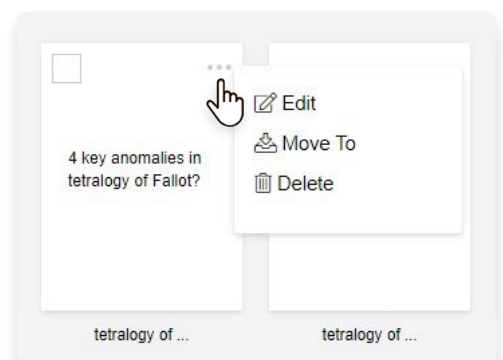 4 key anomalies in
tetralogy of Fallot?
Edit
Move To
Delete
tetralogy of ...
tetralogy of ...